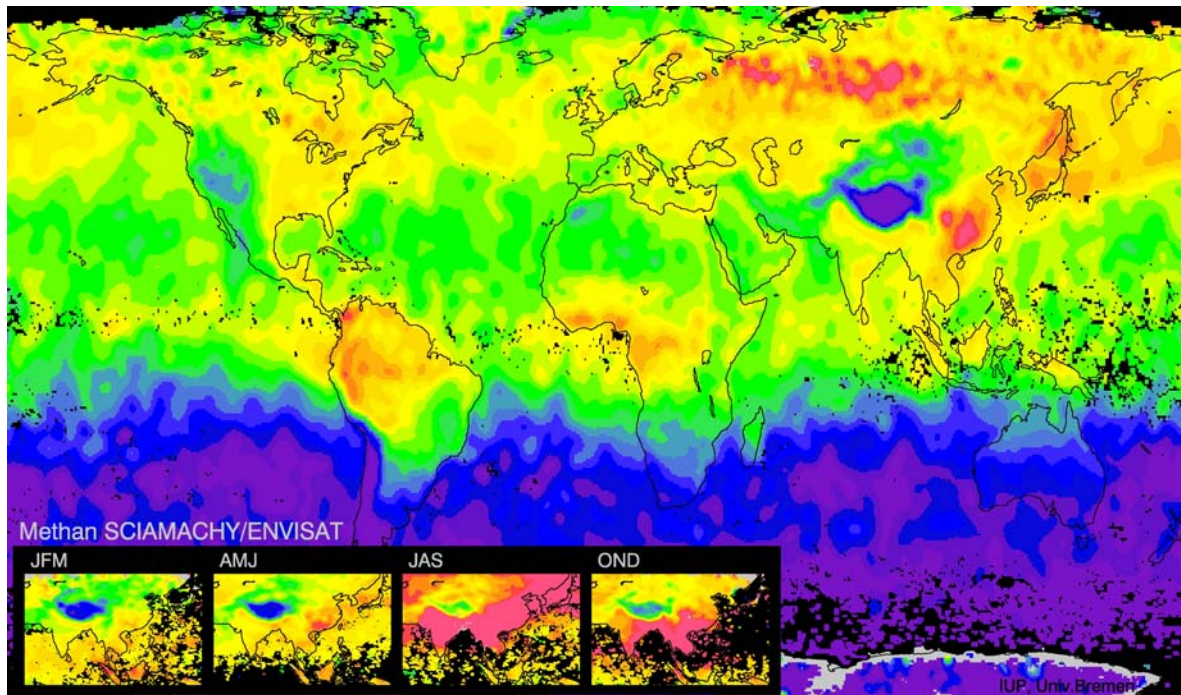 Methan SCIAMACHY/ENVISAT
JFM
AMJ
JAS
OND
IUP, Univ.Bremen